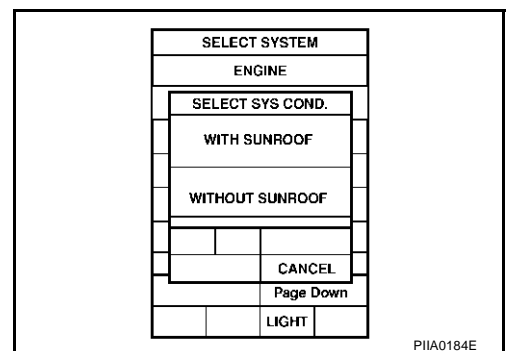 SELECT SYSTEM
ENGINE
SELECT SYS COND.
WITH SUNROOF
WITHOUT SUNROOF
CANCEL
Page Down
LIGHT
PIIA0184E